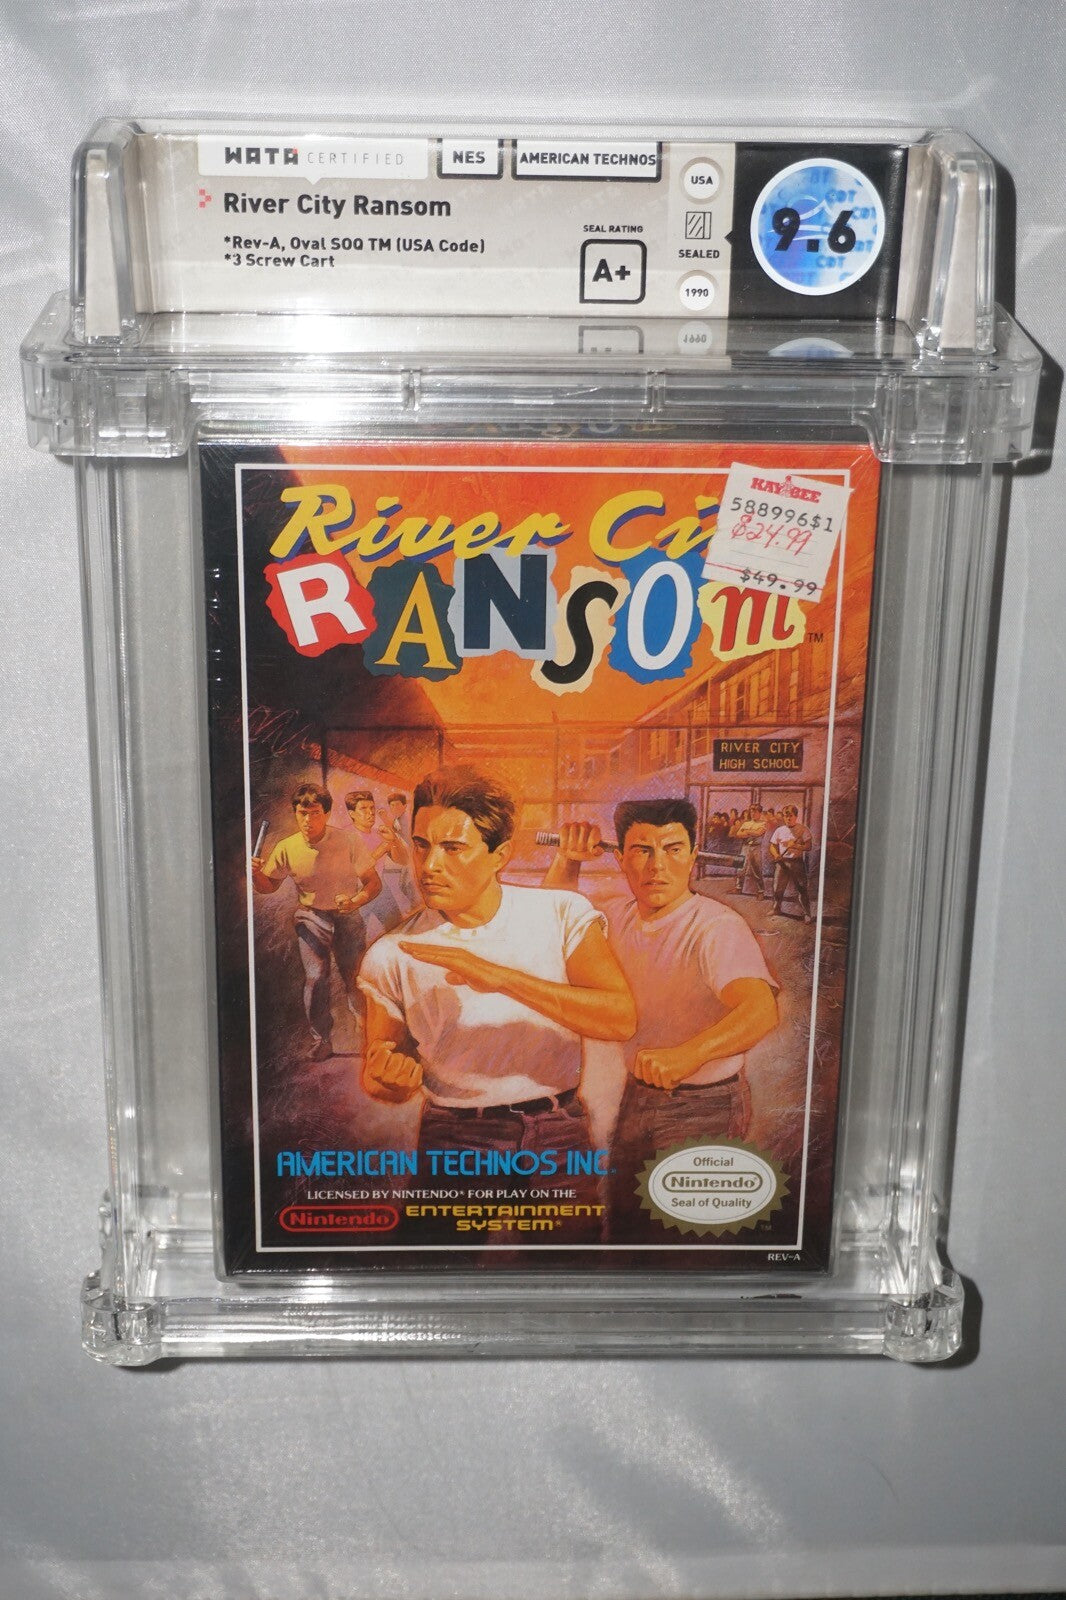 WATA CERTIFIED
NES
AMERICAN TECHNOS
River City Ransom
*Rev-A, Oval SOQ TM (USA Code)
*3 Screw Cart
SEAL RATING
A+
USA
SEALED
1990
9.6
River Ci
RANSOm TM
KAY BEE
588996$1
$24.99
$49.99
RIVER CITY
HIGH SCHOOL
AMERICAN TECHNOS INC.
LICENSED BY NINTENDO® FOR PLAY ON THE
Nintendo
ENTERTAINMENT
SYSTEM®
Official
Nintendo
Seal of Quality
TM
REV-A